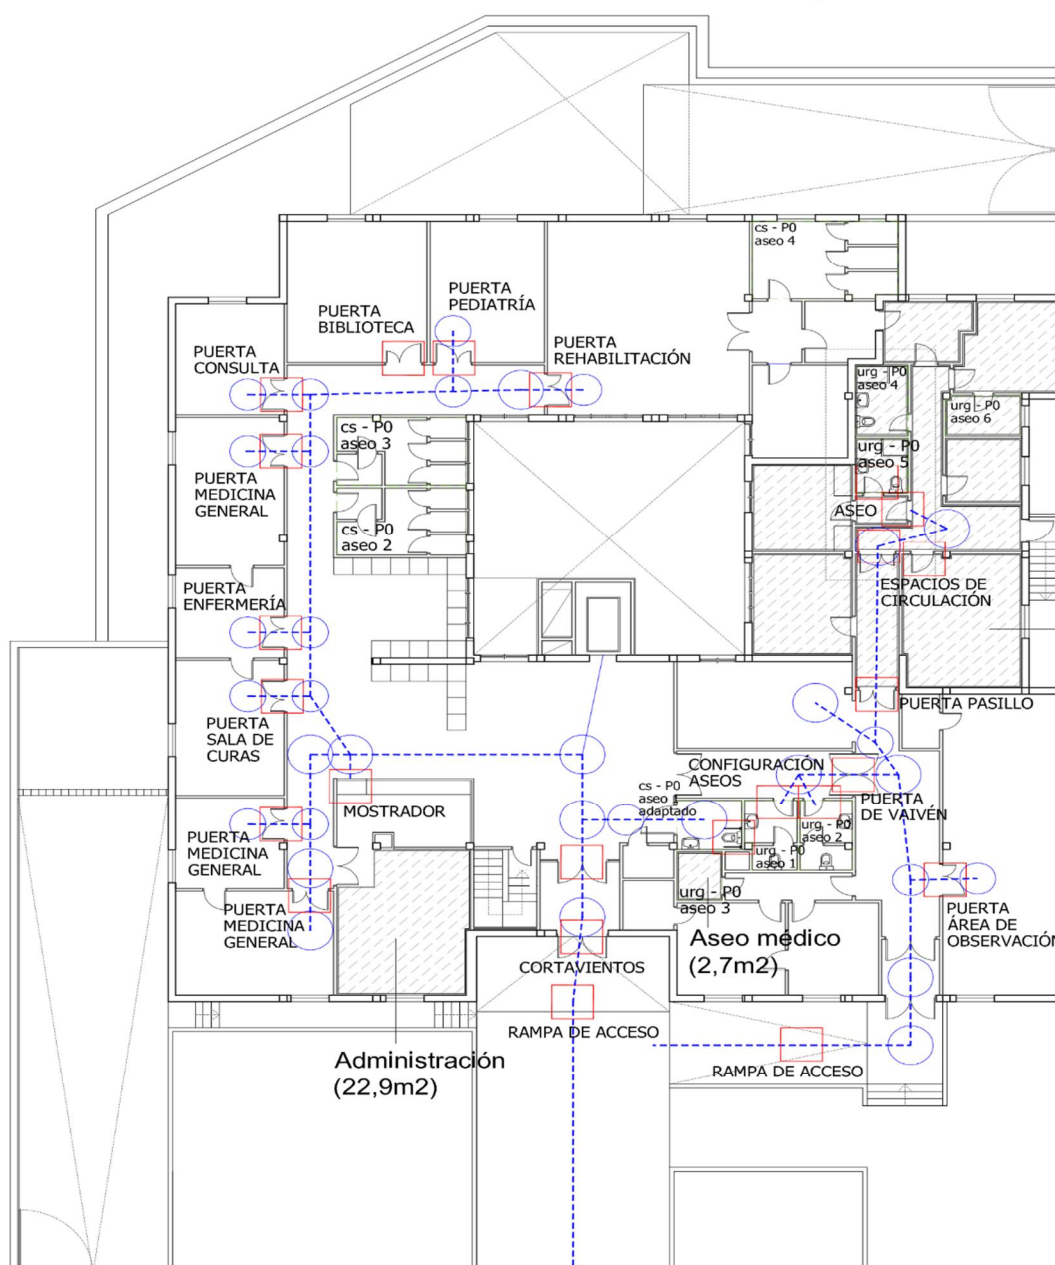 cs - P0
aseo 4
PUERTA
PEDIATRÍA
PUERTA
BIBLIOTECA
PUERTA
REHABILITACIÓN
PUERTA
CONSULTA
urg - P0
aseo 4
urg - P0
aseo 6
cs - P0
aseo 3
urg - P0
aseo 5
PUERTA
MEDICINA
GENERAL
ASEO
cs - P0
aseo 2
PUERTA
ENFERMERÍA
ESPACIOS DE
CIRCULACIÓN
PUERTA PASILLO
PUERTA
SALA DE
CURAS
CONFIGURACIÓN
ASEOS
cs - P0
aseo 1
adaptado
PUERTA
DE VAIVÉN
MOSTRADOR
urg - P0
aseo 2
PUERTA
MEDICINA
GENERAL
urg - P0
aseo 1
urg - P0
aseo 3
PUERTA
MEDICINA
GENERAL
PUERTA
ÁREA DE
OBSERVACIÓN
Aseo médico
(2,7m2)
CORTAVIENTOS
RAMPA DE ACCESO
Administración
(22,9m2)
RAMPA DE ACCESO